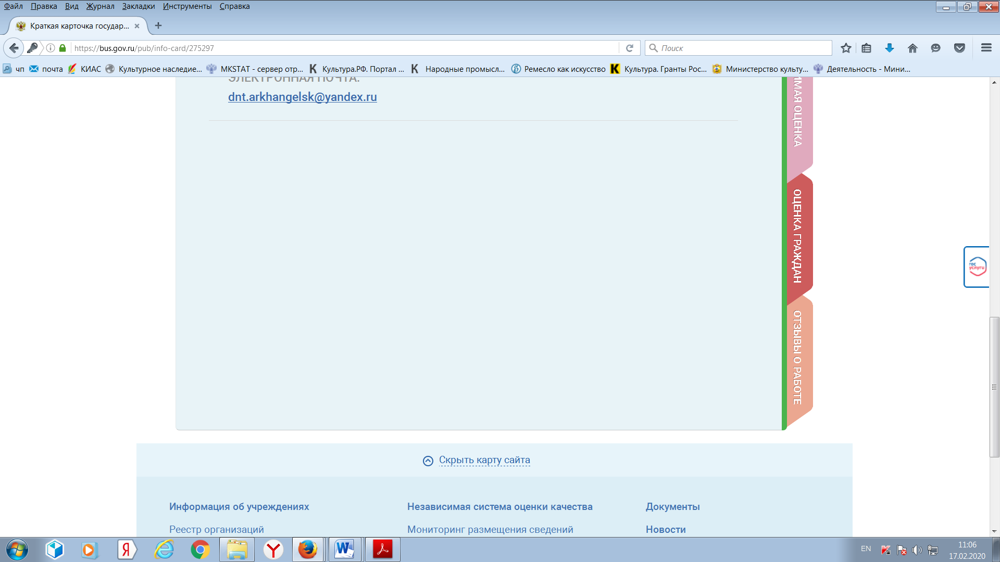 Файл Правка Вид Журнал Закладки Инструменты Справка
Краткая карточка государ...
https://bus.gov.ru/pub/info-card/275297
Поиск
чп почта КИАС Культурное наследие... MKSTAT - сервер отр... Культура.РФ. Портал ... Народные промысл... Ремесло как искусство Культура. Гранты Рос... Министерство культу... Деятельность - Мини...
ЭЛЕКТРОННАЯ ПОЧТА:
dnt.arkhangelsk@yandex.ru
ИМАЯ ОЦЕНКА
ОЦЕНКА ГРАЖДАН
ОТЗЫВЫ О РАБОТЕ
гос
услуги
Скрыть карту сайта
Информация об учреждениях
Независимая система оценки качества
Документы
Реестр организаций
Мониторинг размещения сведений
Новости
EN
11:06
17.02.2020